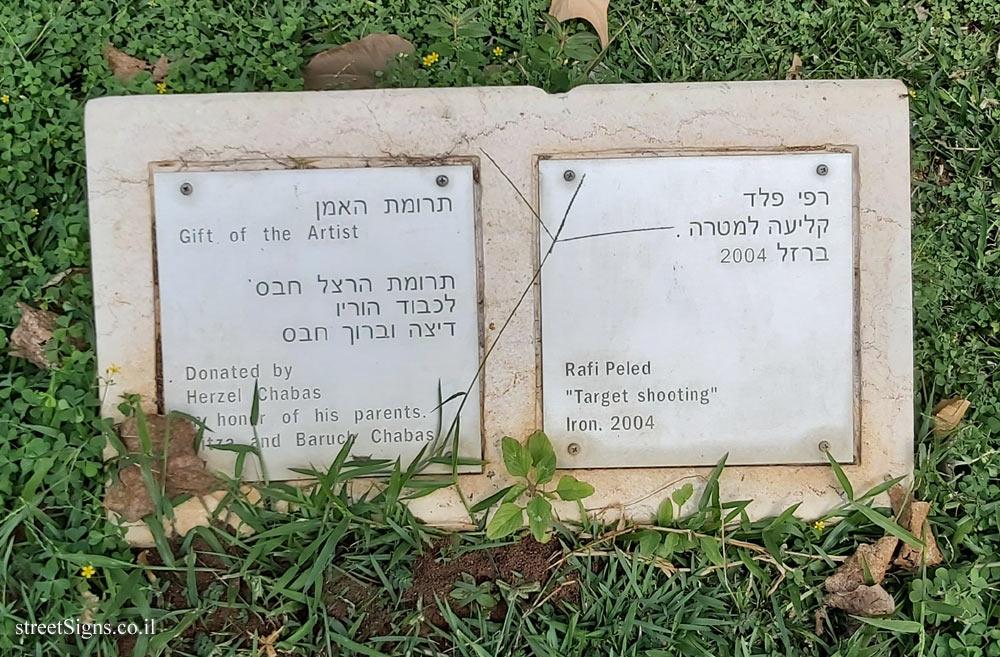 תרומת האמן
Gift of the Artist
תרומת הרצל חבס
לכבוד הוריו
דיצה וברוך חבס
Donated by
Herzel Chabas
honor of his parents.
and Baruch Chabas
רפי פלד
קליעה למטרה.
ברזל 2004
Rafi Peled
"Target shooting"
Iron. 2004
streetSigns.co.il